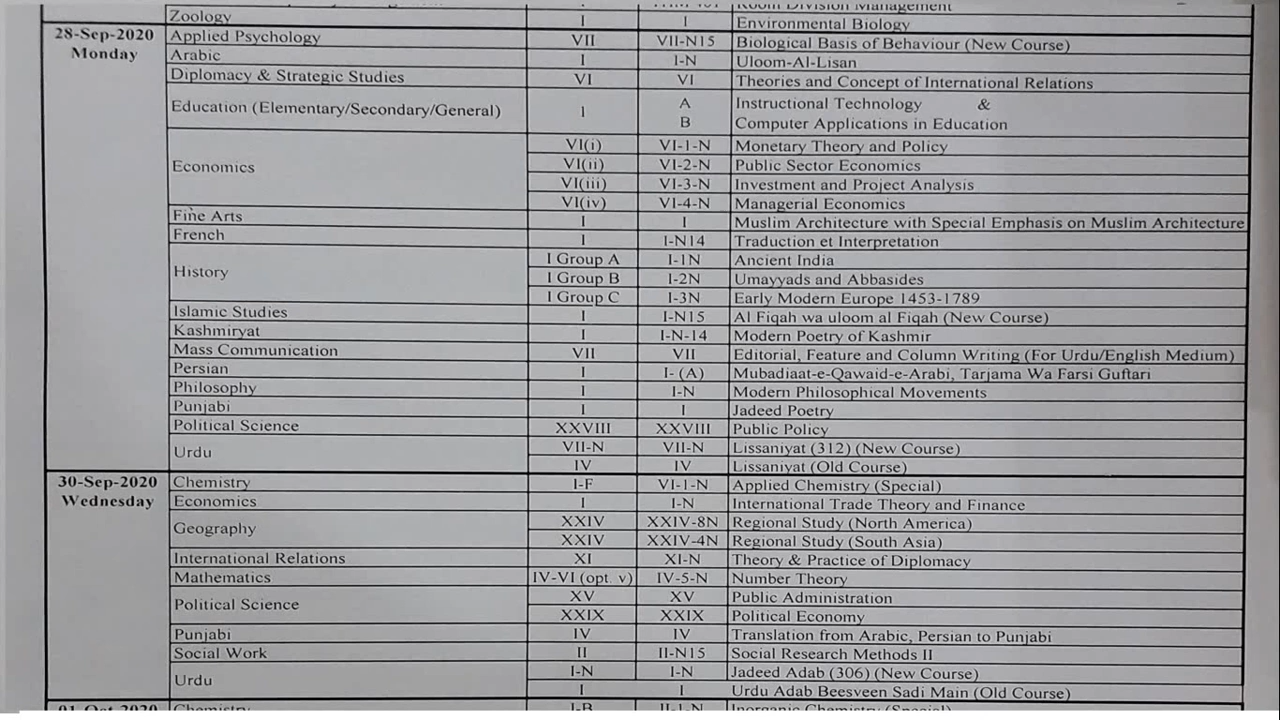 Room Division Management
Zoology I I Environmental Biology
28-Sep-2020 Applied Psychology VII VII-N15 Biological Basis of Behaviour (New Course)
Monday Arabic I I-N Uloom-Al-Lisan
Diplomacy & Strategic Studies VI VI Theories and Concept of International Relations
Education (Elementary/Secondary/General) I A Instructional Technology &
B Computer Applications in Education
Economics VI(i) VI-1-N Monetary Theory and Policy
VI(ii) VI-2-N Public Sector Economics
VI(iii) VI-3-N Investment and Project Analysis
VI(iv) VI-4-N Managerial Economics
Fine Arts I I Muslim Architecture with Special Emphasis on Muslim Architecture
French I I-N14 Traduction et Interpretation
History I Group A I-1N Ancient India
I Group B I-2N Umayyads and Abbasides
I Group C I-3N Early Modern Europe 1453-1789
Islamic Studies I I-N15 Al Fiqah wa uloom al Fiqah (New Course)
Kashmiryat I I-N-14 Modern Poetry of Kashmir
Mass Communication VII VII Editorial, Feature and Column Writing (For Urdu/English Medium)
Persian I I- (A) Mubadiaat-e-Qawaid-e-Arabi, Tarjama Wa Farsi Guftari
Philosophy I I-N Modern Philosophical Movements
Punjabi I I Jadeed Poetry
Political Science XXVIII XXVIII Public Policy
Urdu VII-N VII-N Lissaniyat (312) (New Course)
IV IV Lissaniyat (Old Course)
30-Sep-2020 Chemistry I-F VI-1-N Applied Chemistry (Special)
Wednesday Economics I I-N International Trade Theory and Finance
Geography XXIV XXIV-8N Regional Study (North America)
XXIV XXIV-4N Regional Study (South Asia)
International Relations XI XI-N Theory & Practice of Diplomacy
Mathematics IV-VI (opt. v) IV-5-N Number Theory
Political Science XV XV Public Administration
XXIX XXIX Political Economy
Punjabi IV IV Translation from Arabic, Persian to Punjabi
Social Work II II-N15 Social Research Methods II
Urdu I-N I-N Jadeed Adab (306) (New Course)
I I Urdu Adab Beesveen Sadi Main (Old Course)
01-Oct-2020 Chemistry I-B II-1-N Inorganic Chemistry (Special)